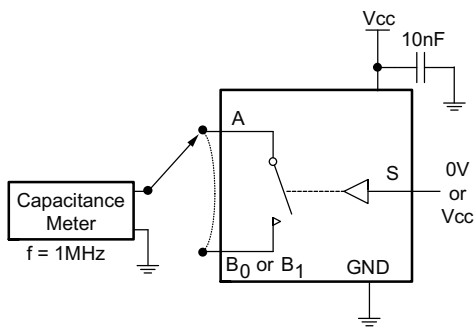 Vcc
10nF
A
S
0V
or
Vcc
Capacitance
Meter
f = 1MHz
B0 or B1
GND